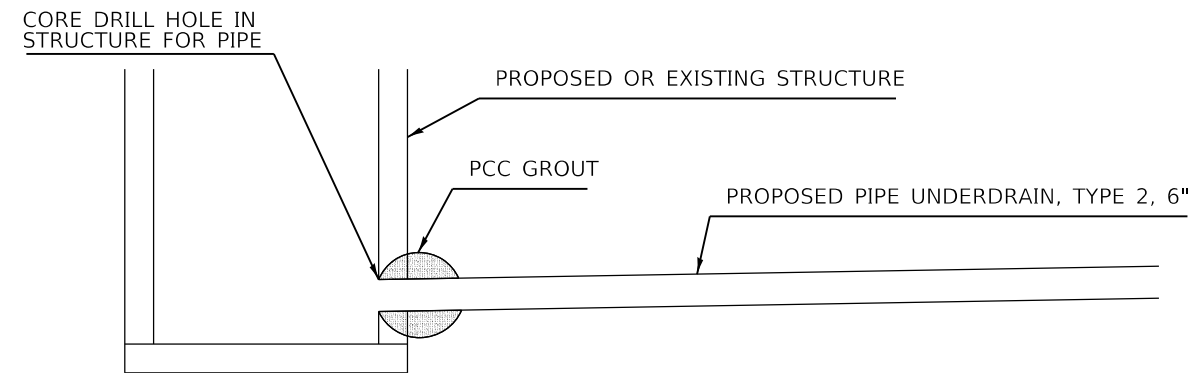 CORE DRILL HOLE IN
STRUCTURE FOR PIPE
PROPOSED OR EXISTING STRUCTURE
PCC GROUT
PROPOSED PIPE UNDERDRAIN, TYPE 2, 6"